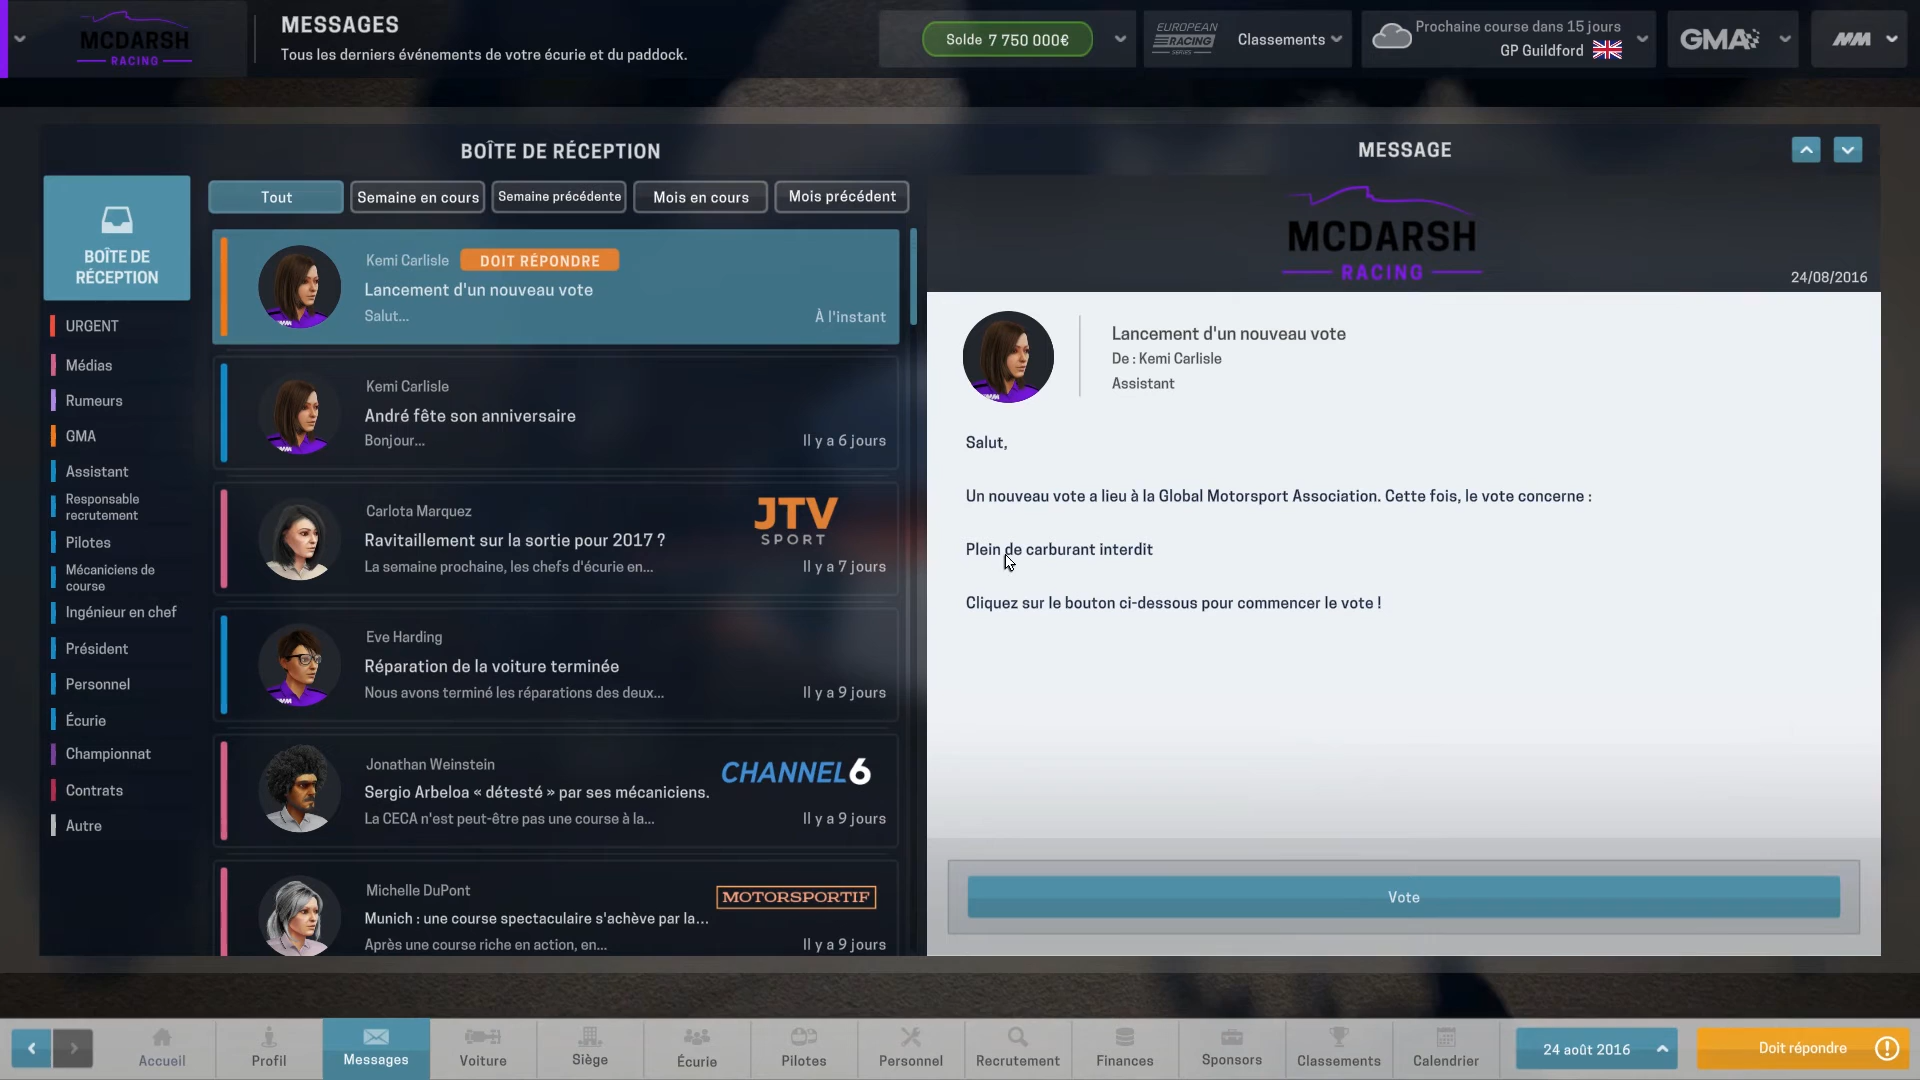 MCDARSH
RACING
MESSAGES
Tous les derniers événements de votre écurie et du paddock.
Solde 7 750 000€
EUROPEAN
RACING
SERIES
Classements
Prochaine course dans 15 jours
GP Guildford
GMA
BOÎTE DE RÉCEPTION
MESSAGE
BOÎTE DE
RÉCEPTION
URGENT
Médias
Rumeurs
GMA
Assistant
Responsable
recrutement
Pilotes
Mécaniciens de
course
Ingénieur en chef
Président
Personnel
Écurie
Championnat
Contrats
Autre
Tout
Semaine en cours
Semaine précédente
Mois en cours
Mois précédent
Kemi Carlisle
DOIT RÉPONDRE
Lancement d'un nouveau vote
Salut...
À l'instant
Kemi Carlisle
André fête son anniversaire
Bonjour...
Il y a 6 jours
Carlota Marquez
Ravitaillement sur la sortie pour 2017 ?
La semaine prochaine, les chefs d'écurie en...
JTV
SPORT
Il y a 7 jours
Eve Harding
Réparation de la voiture terminée
Nous avons terminé les réparations des deux...
Il y a 9 jours
Jonathan Weinstein
CHANNEL6
Sergio Arbeloa « détesté » par ses mécaniciens.
La CECA n'est peut-être pas une course à la...
Il y a 9 jours
Michelle DuPont
MOTORSPORTIF
Munich : une course spectaculaire s'achève par la...
Après une course riche en action, en...
Il y a 9 jours
MCDARSH
RACING
24/08/2016
Lancement d'un nouveau vote
De : Kemi Carlisle
Assistant
Salut,
Un nouveau vote a lieu à la Global Motorsport Association. Cette fois, le vote concerne :
Plein de carburant interdit
Cliquez sur le bouton ci-dessous pour commencer le vote !
Vote
Accueil
Profil
Messages
Voiture
Siège
Écurie
Pilotes
Personnel
Recrutement
Finances
Sponsors
Classements
Calendrier
24 août 2016
Doit répondre